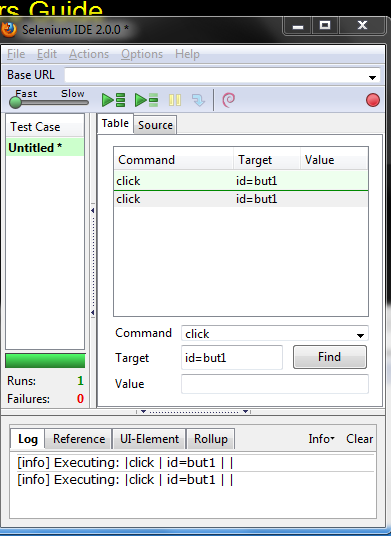 rs Guide
Selenium IDE 2.0.0 *
File Edit Actions Options Help
Base URL
Fast Slow
Test Case
Untitled *
Table Source
Command Target Value
click id=but1
click id=but1
Command click
Target id=but1 Find
Value
Runs: 1
Failures: 0
Log Reference UI-Element Rollup Info Clear
[info] Executing: |click | id=but1 | |
[info] Executing: |click | id=but1 | |